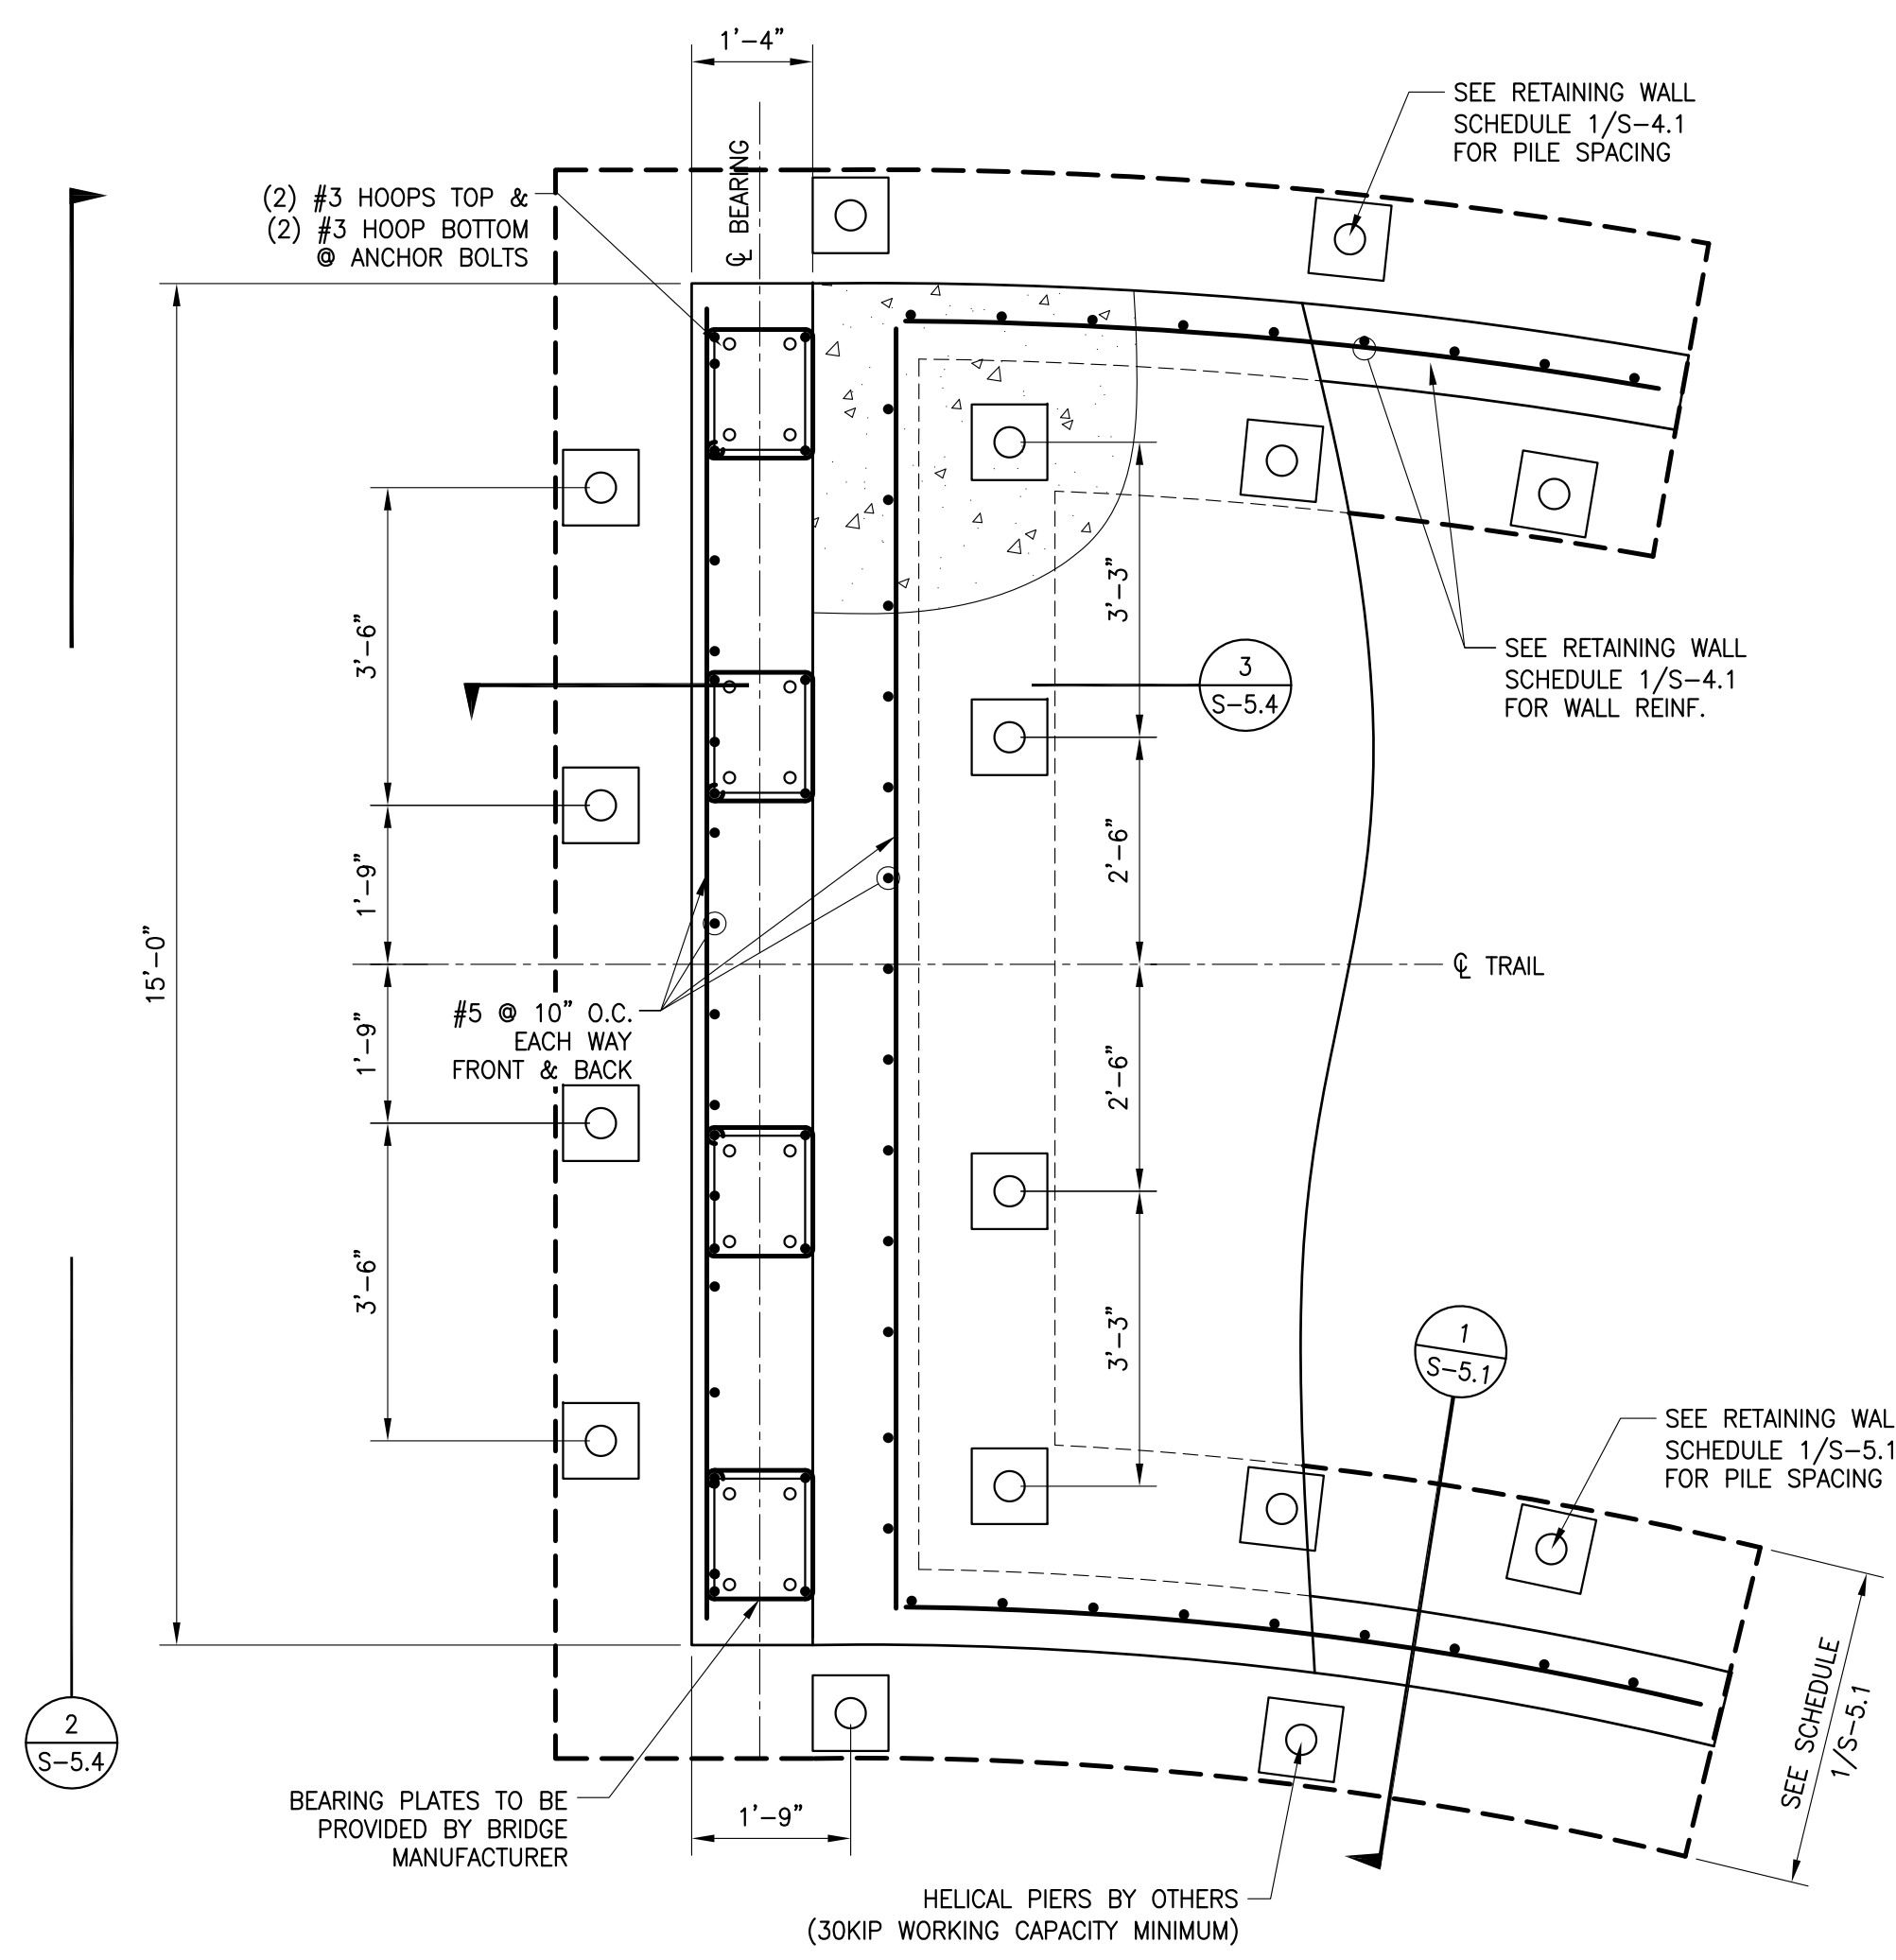 1'-4"
SEE RETAINING WALL
SCHEDULE 1/S-4.1
FOR PILE SPACING
℄ BEARING
(2) #3 HOOPS TOP &
(2) #3 HOOP BOTTOM
@ ANCHOR BOLTS
3'-6"
3'-3"
3
S-5.4
SEE RETAINING WALL
SCHEDULE 1/S-4.1
FOR WALL REINF.
1'-9"
2'-6"
15'-0"
℄ TRAIL
#5 @ 10" O.C.
EACH WAY
FRONT & BACK
1'-9"
2'-6"
3'-6"
3'-3"
1
S-5.1
SEE RETAINING WAL
SCHEDULE 1/S-5.1
FOR PILE SPACING
2
S-5.4
SEE SCHEDULE
1/S-5.1
BEARING PLATES TO BE
PROVIDED BY BRIDGE
MANUFACTURER
1'-9"
HELICAL PIERS BY OTHERS
(30KIP WORKING CAPACITY MINIMUM)